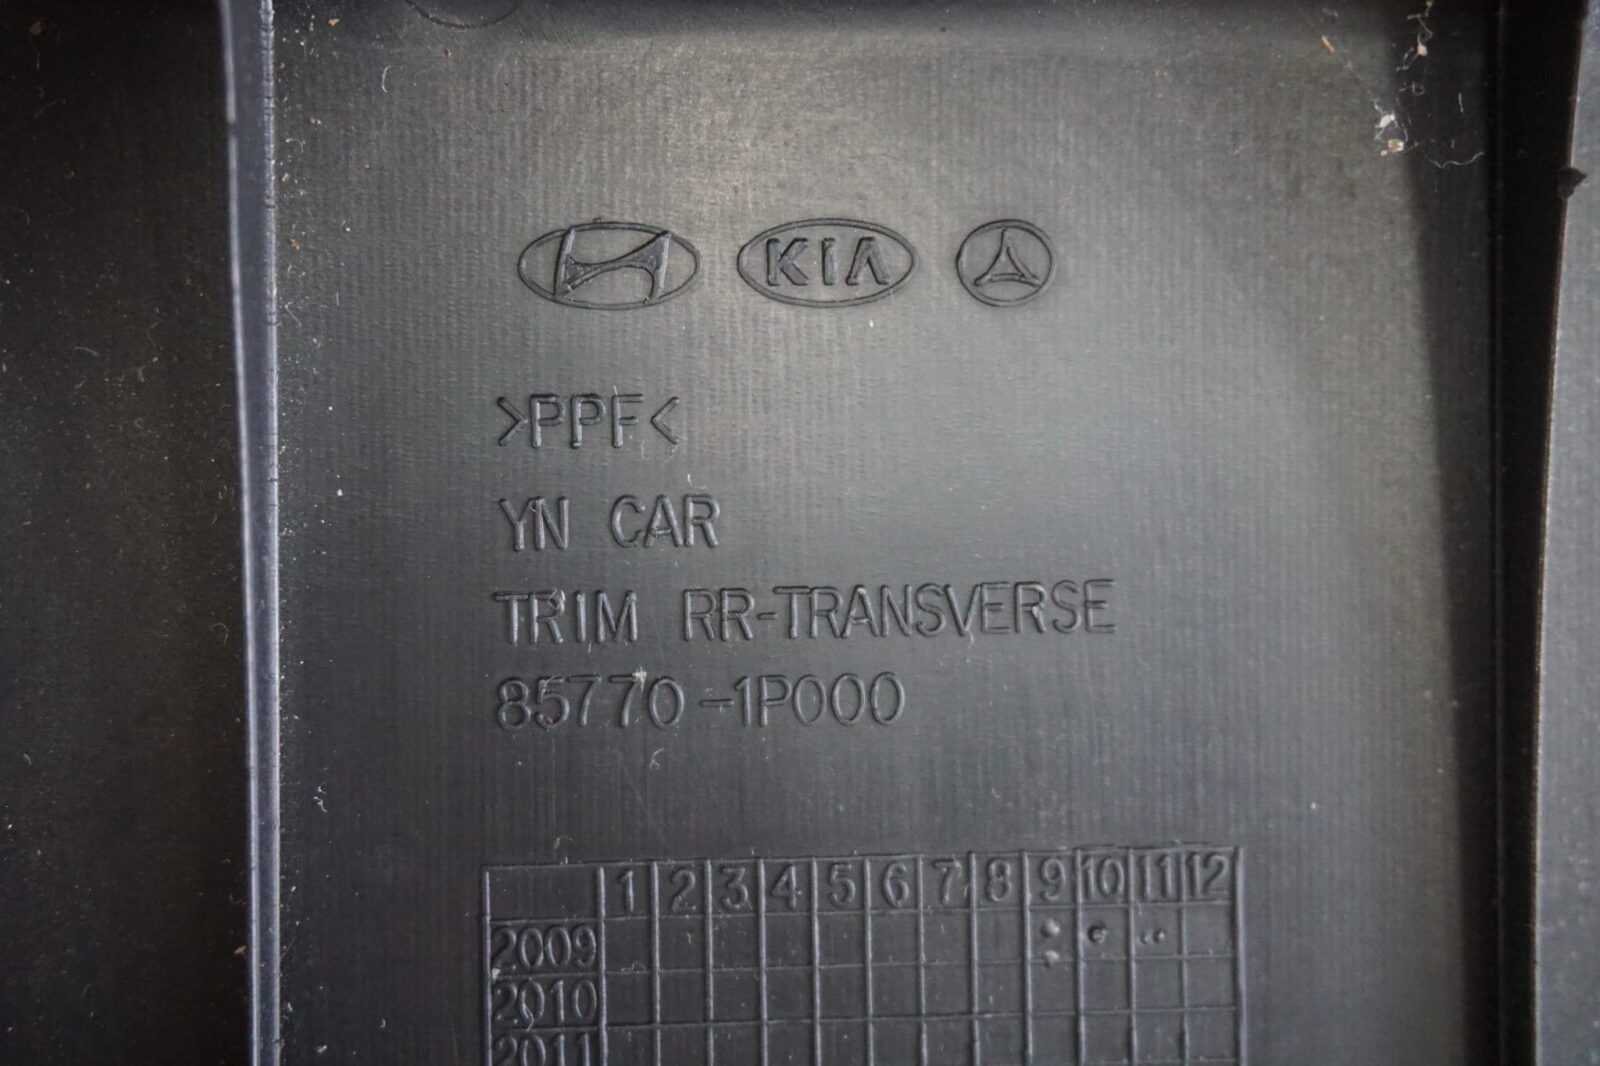 KIA
>PPF<
YN CAR
TRIM RR-TRANSVERSE
85770-1P000
1 2 3 4 5 6 7 8 9 10 11 12
2009
2010
2011